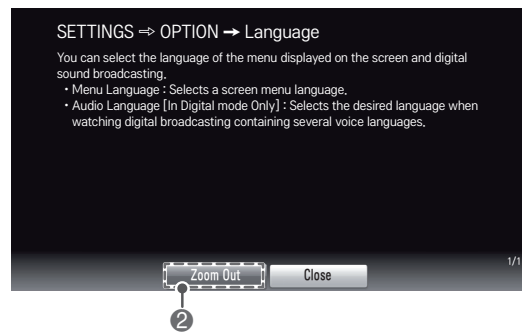 SETTINGS ⇨ OPTION ➞ Language
You can select the language of the menu displayed on the screen and digital
sound broadcasting.
• Menu Language : Selects a screen menu language.
• Audio Language [In Digital mode Only] : Selects the desired language when
watching digital broadcasting containing several voice languages.
1/1
Zoom Out Close
2